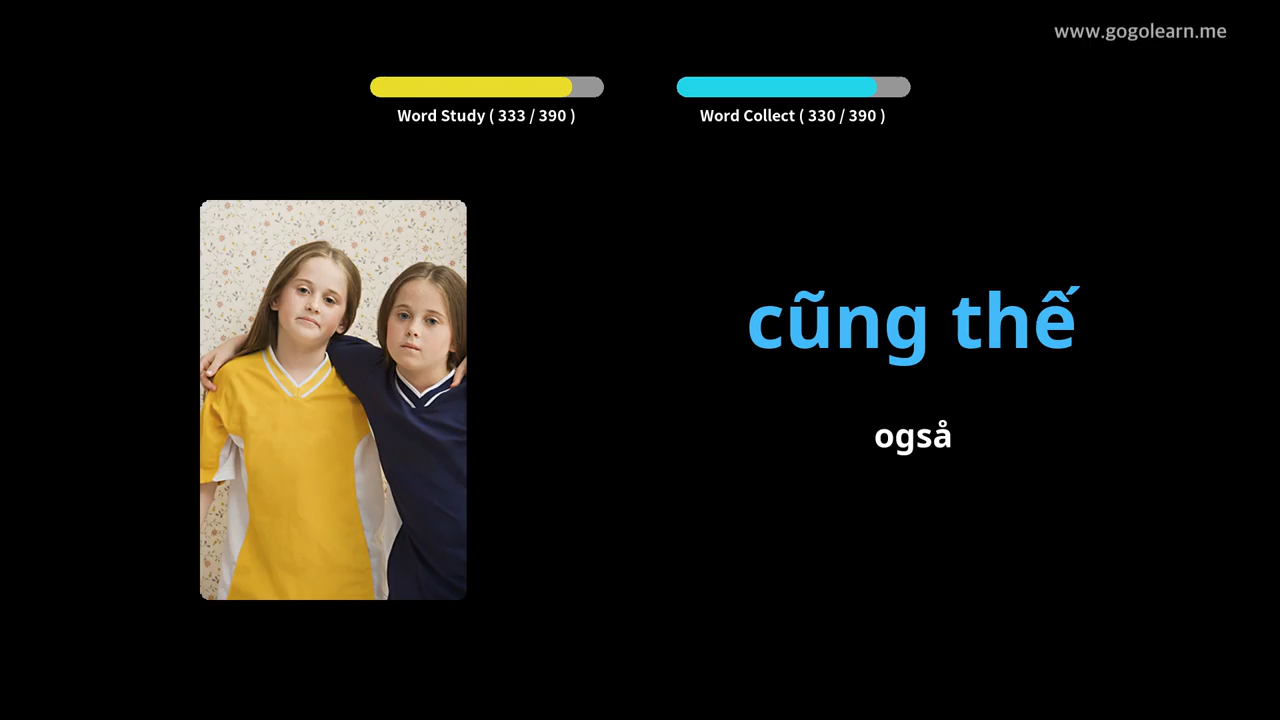 www.gogolearn.me
Word Study ( 333 / 390 )
Word Collect ( 330 / 390 )
cũng thế
også